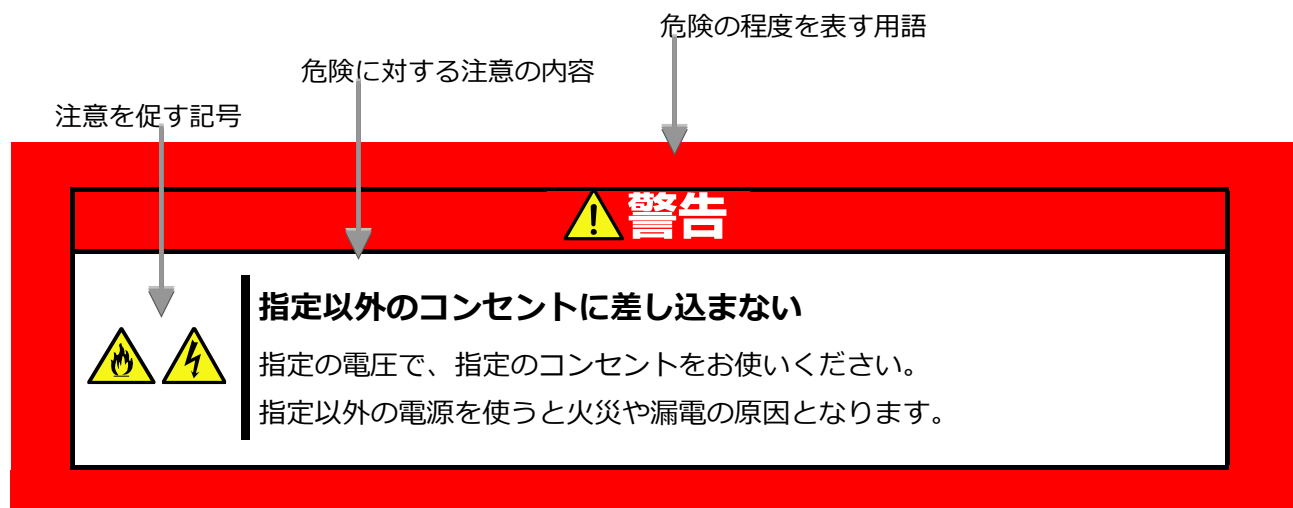 危険の程度を表す用語
危険に対する注意の内容
注意を促す記号
警告
指定以外のコンセントに差し込まない
指定の電圧で、指定のコンセントをお使いください。
指定以外の電源を使うと火災や漏電の原因となります。